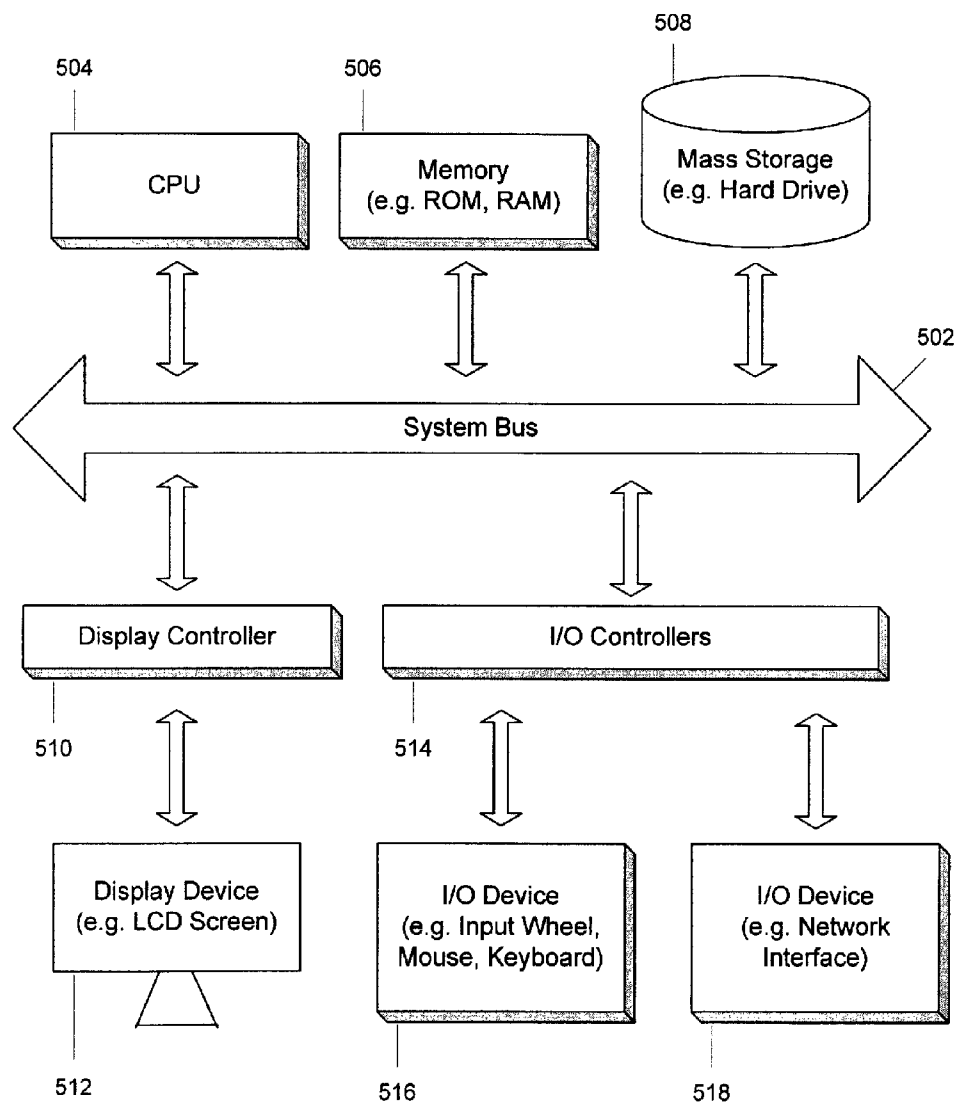 508
504
506
CPU
Memory
(e.g. ROM, RAM)
Mass Storage
(e.g. Hard Drive)
502
System Bus
Display Controller
I/O Controllers
510
514
Display Device
(e.g. LCD Screen)
I/O Device
(e.g. Input Wheel,
Mouse, Keyboard)
I/O Device
(e.g. Network
Interface)
512
516
518